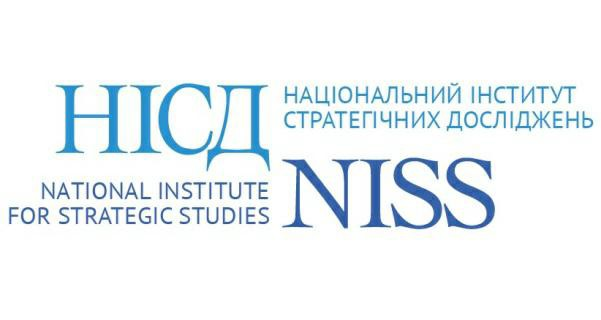 НІСД
НАЦІОНАЛЬНИЙ ІНСТИТУТ
СТРАТЕГІЧНИХ ДОСЛІДЖЕНЬ
NATIONAL INSTITUTE
FOR STRATEGIC STUDIES
NISS